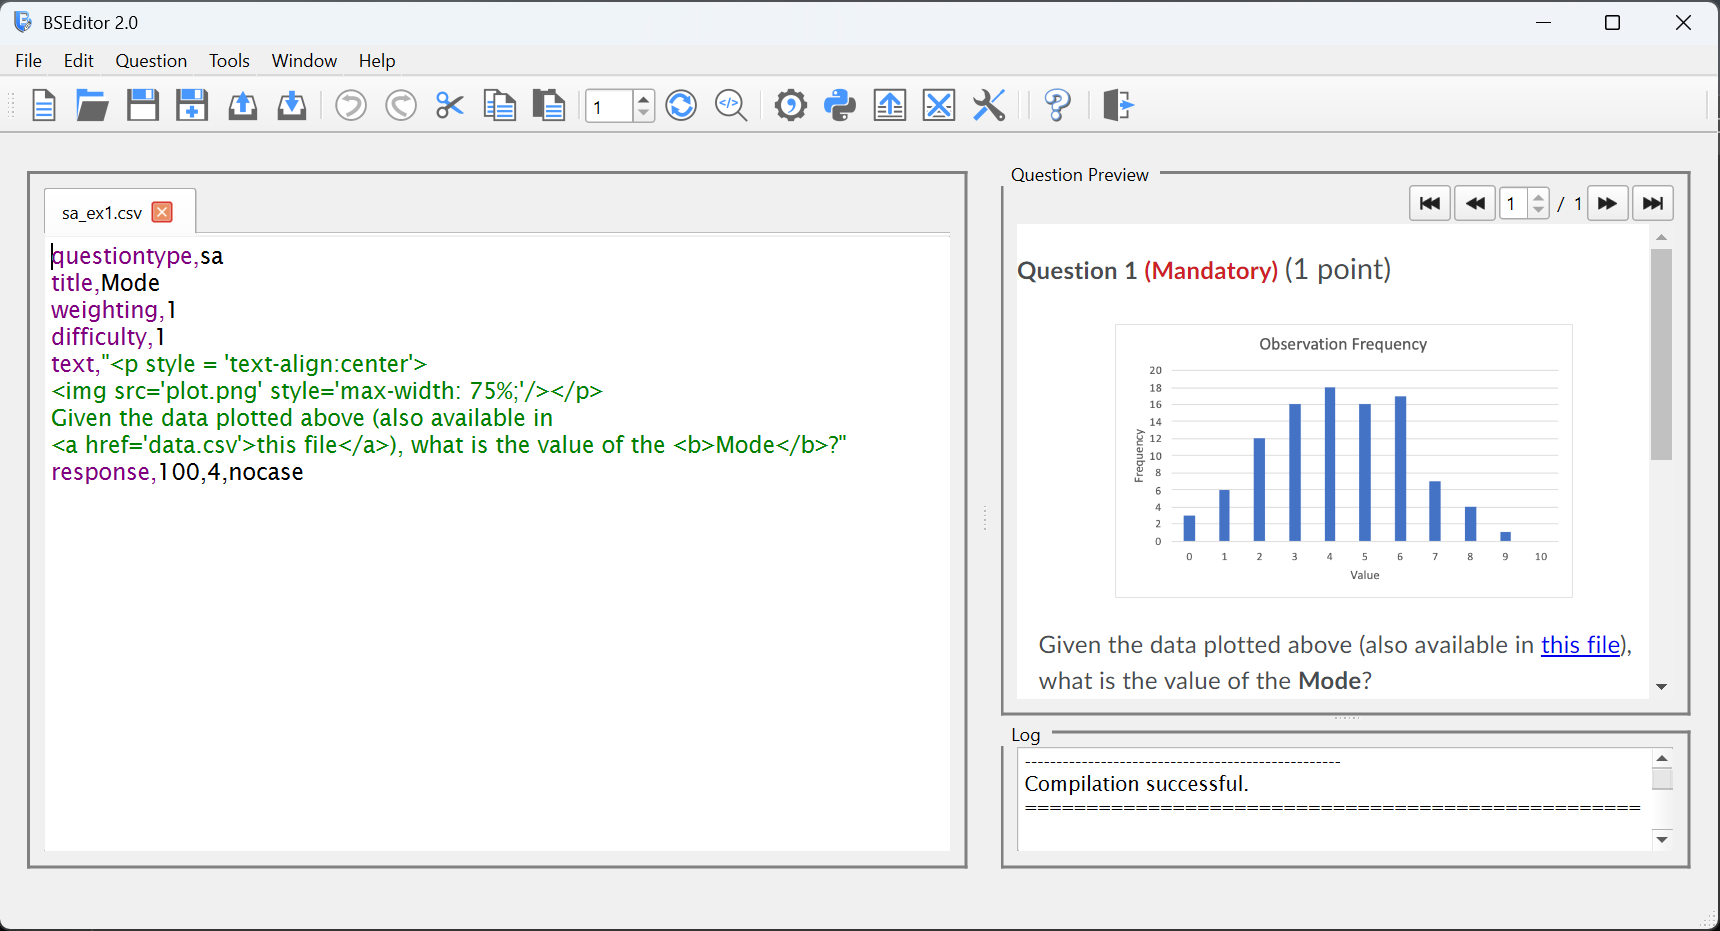 BSEditor 2.0
File Edit Question Tools Window Help
1
sa_ex1.csv
questiontype,sa
title,Mode
weighting,1
difficulty,1
text,"<p style = 'text-align:center'>
<img src='plot.png' style='max-width: 75%;'/></p>
Given the data plotted above (also available in
<a href='data.csv'>this file</a>), what is the value of the <b>Mode</b>?"
response,100,4,nocase
Question Preview
1 / 1
Question 1 (Mandatory) (1 point)
Observation Frequency
20
18
16
14
12
10
8
6
4
2
0
Frequency
0 1 2 3 4 5 6 7 8 9 10
Value
Given the data plotted above (also available in this file),
what is the value of the Mode?
Log
--------------------------------------------------
Compilation successful.
==================================================